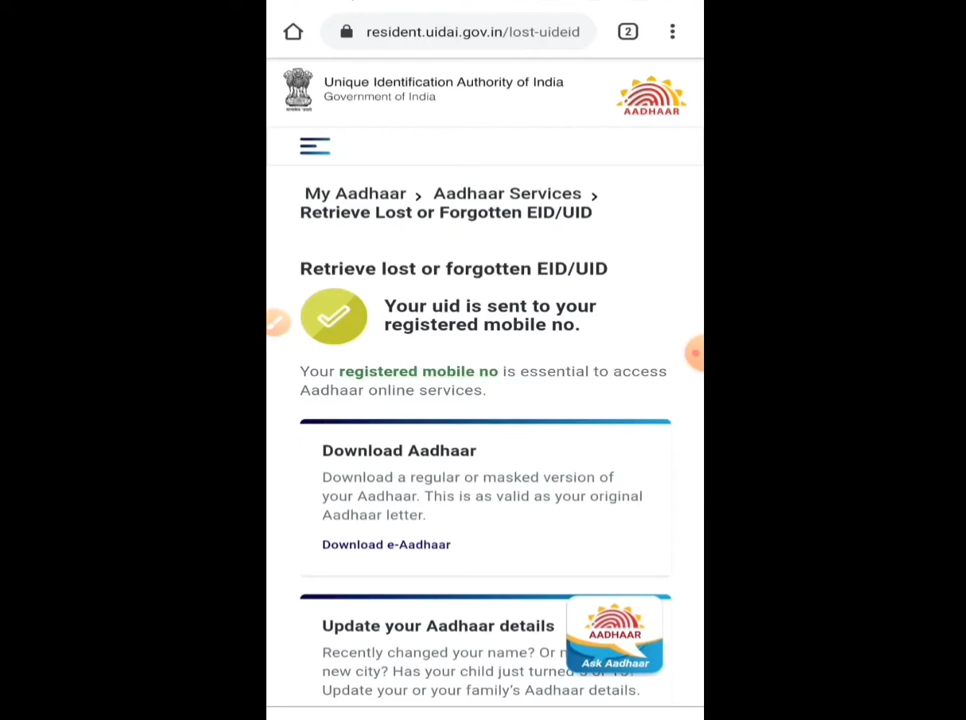 resident.uidai.gov.in/lost-uideid
2
Unique Identification Authority of India
Government of India
AADHAAR
My Aadhaar > Aadhaar Services >
Retrieve Lost or Forgotten EID/UID
Retrieve lost or forgotten EID/UID
Your uid is sent to your
registered mobile no.
Your registered mobile no is essential to access
Aadhaar online services.
Download Aadhaar
Download a regular or masked version of
your Aadhaar. This is as valid as your original
Aadhaar letter.
Download e-Aadhaar
Update your Aadhaar details
Recently changed your name? Or
new city? Has your child just turned
Update your or your family's Aadhaar details.
AADHAAR
Ask Aadhaar